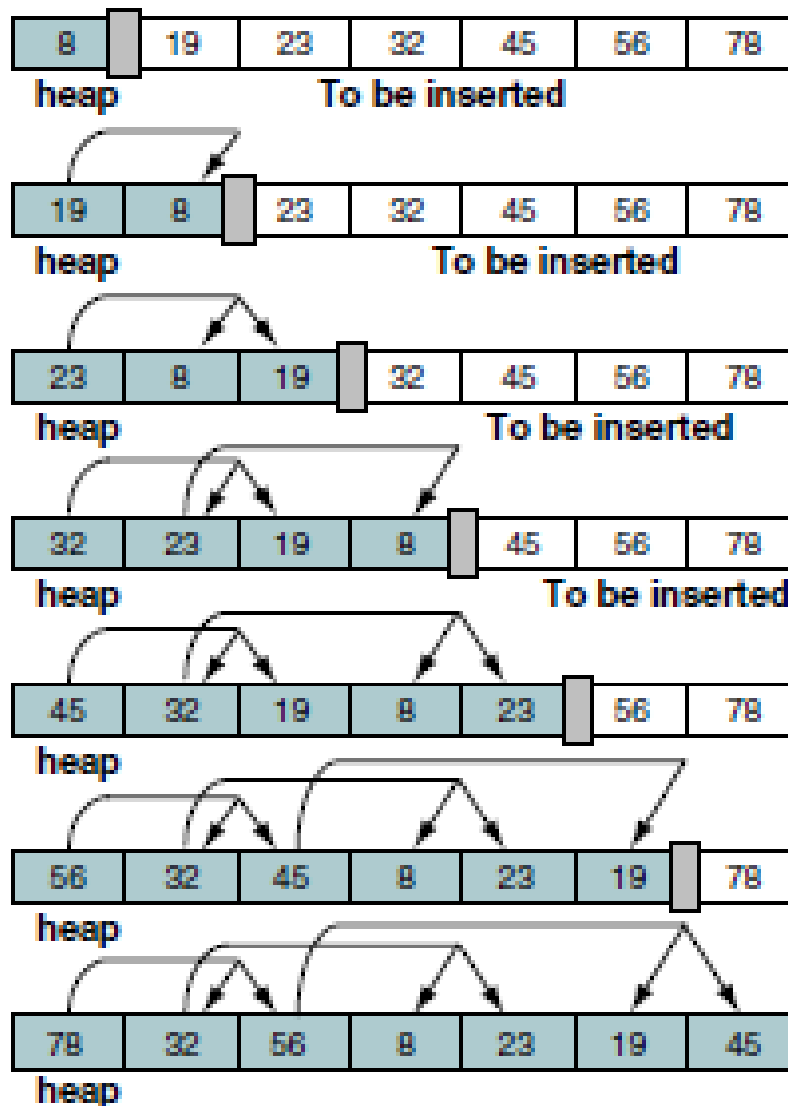 8 19 23 32 45 56 78
heap To be inserted
19 8 23 32 45 56 78
heap To be inserted
23 8 19 32 45 56 78
heap To be inserted
32 23 19 8 45 56 78
heap To be inserted
45 32 19 8 23 56 78
heap
56 32 45 8 23 19 78
heap
78 32 56 8 23 19 45
heap